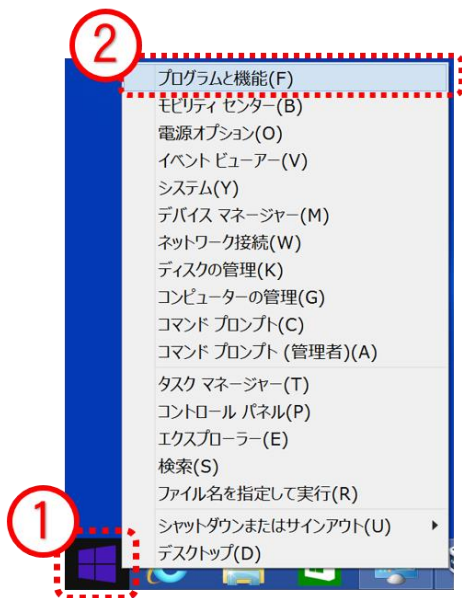 ②
プログラムと機能(F)
モビリティ センター(B)
電源オプション(O)
イベント ビューアー(V)
システム(Y)
デバイス マネージャー(M)
ネットワーク接続(W)
ディスクの管理(K)
コンピューターの管理(G)
コマンド プロンプト(C)
コマンド プロンプト (管理者)(A)
タスク マネージャー(T)
コントロール パネル(P)
エクスプローラー(E)
検索(S)
ファイル名を指定して実行(R)
①
シャットダウンまたはサインアウト(U)
デスクトップ(D)